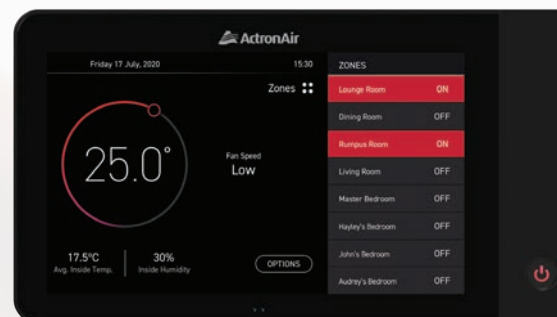 ActronAir
Friday 17 July, 2020
15:30
Zones
25.0°
Fan Speed
Low
17.5°C
Avg. Inside Temp.
30%
Inside Humidity
OPTIONS
ZONES
Lounge Room ON
Dining Room OFF
Rumpus Room ON
Living Room OFF
Master Bedroom OFF
Hayley's Bedroom OFF
John's Bedroom OFF
Audrey's Bedroom OFF